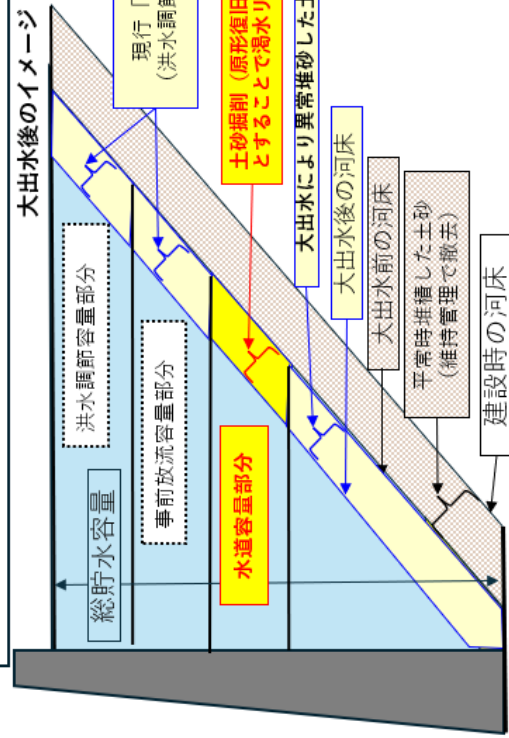 大出水後のイメージ
現行「
(洪水調節
土砂掘削（原形復旧
とすることで渇水リ
大出水により異常堆砂した土
大出水後の河床
大出水前の河床
平常時堆積した土砂
（維持管理で撤去）
建設時の河床
洪水調節容量部分
事前放流容量部分
水道容量部分
総貯水容量